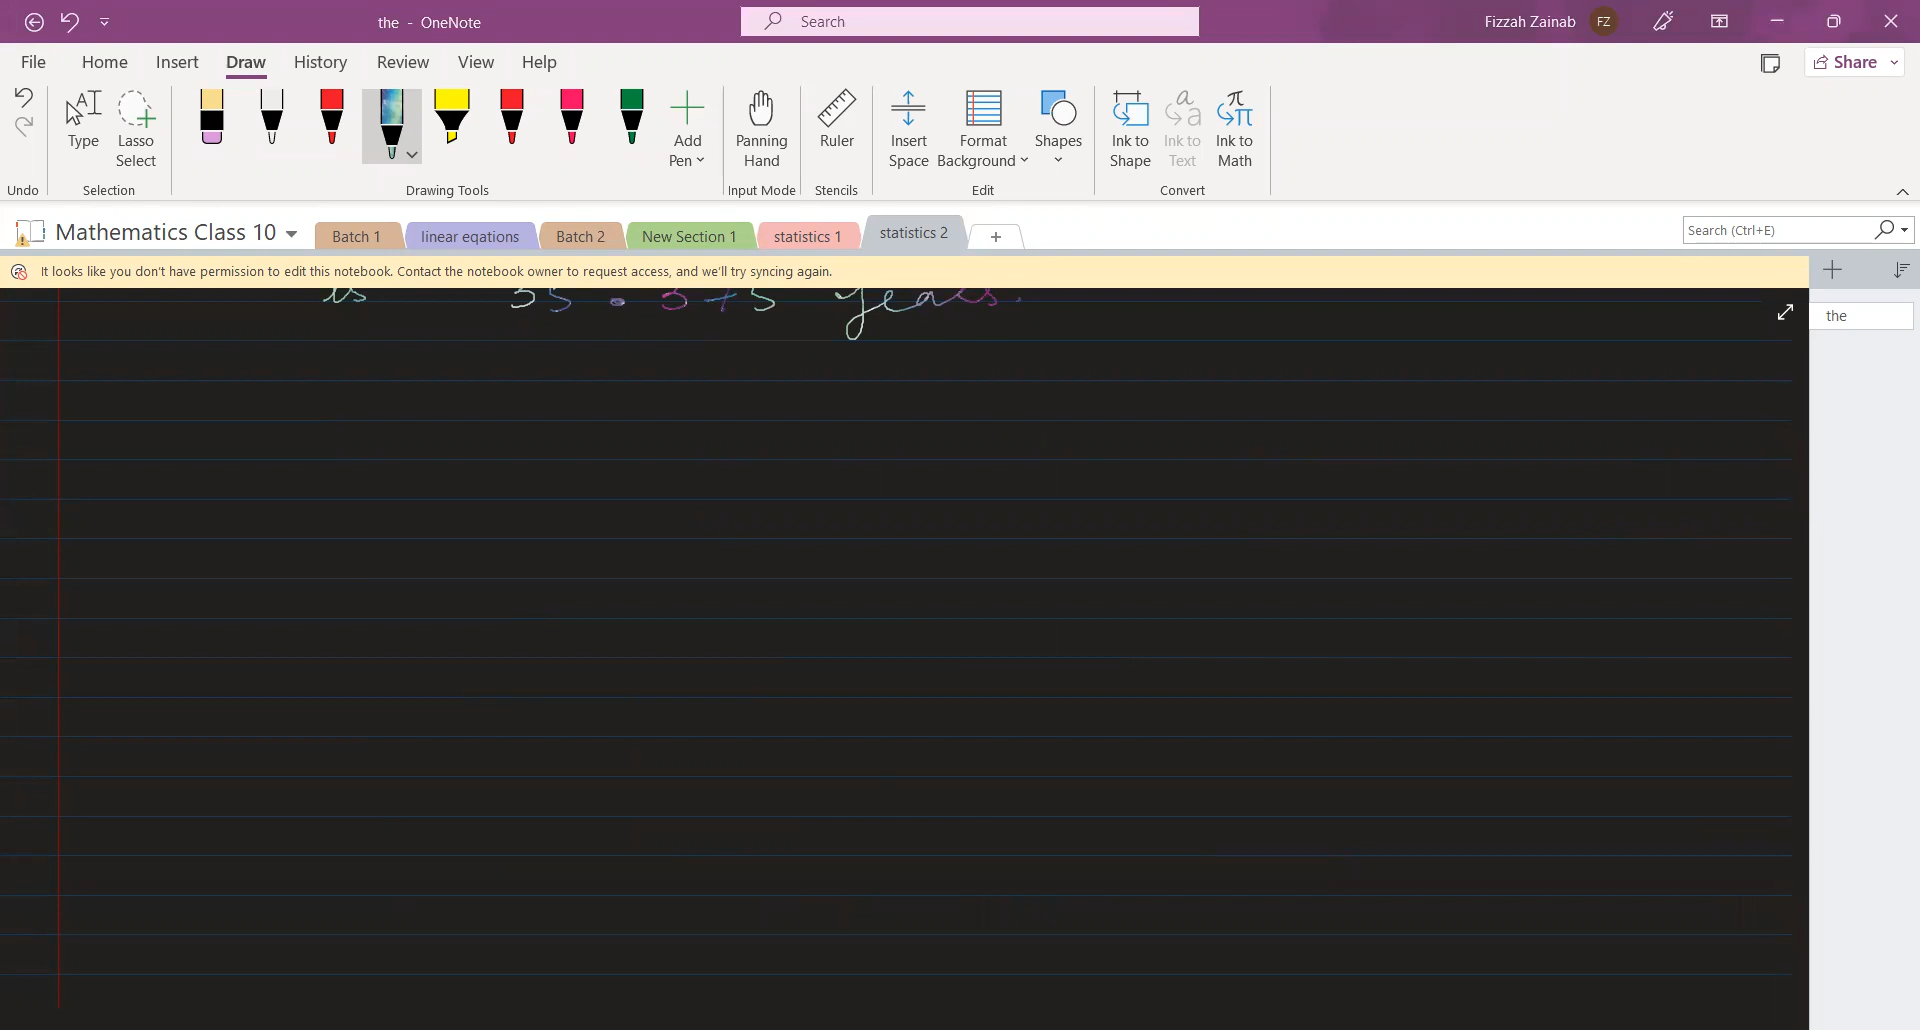 the - OneNote
Search
Fizzah Zainab
FZ
File
Home
Insert
Draw
History
Review
View
Help
Share
Type
Lasso
Select
Add
Pen
Panning
Hand
Ruler
Insert
Space
Format
Background
Shapes
Ink to
Shape
Ink to
Text
Ink to
Math
Undo
Selection
Drawing Tools
Input Mode
Stencils
Edit
Convert
Mathematics Class 10
Batch 1
linear eqations
Batch 2
New Section 1
statistics 1
statistics 2
Search (Ctrl+E)
It looks like you don't have permission to edit this notebook. Contact the notebook owner to request access, and we'll try syncing again.
is 35.375 years.
the